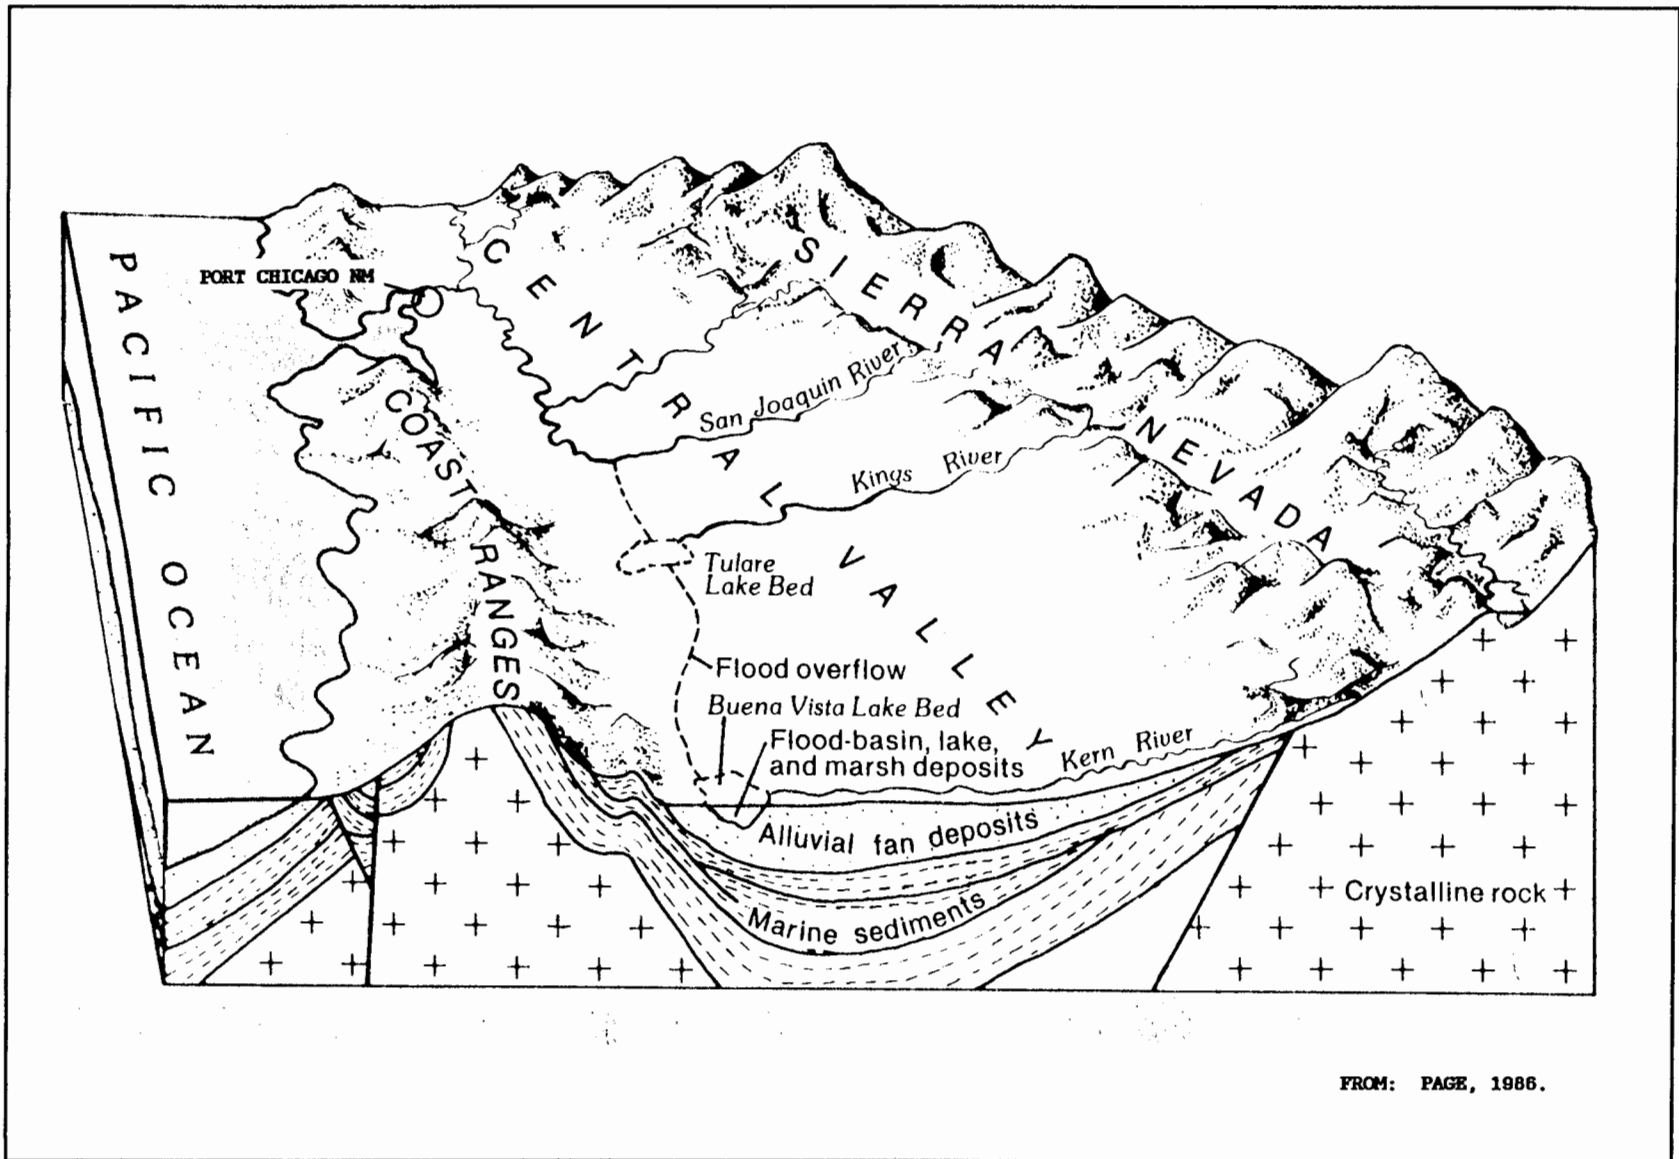 PORT CHICAGO NM
PACIFIC OCEAN
COAST RANGES
CENTRAL VALLEY
SIERRA NEVADA
San Joaquin River
Kings River
Tulare
Lake Bed
Flood overflow
Buena Vista Lake Bed
Flood-basin, lake,
and marsh deposits
Kern River
Alluvial fan deposits
Marine sediments
Crystalline rock
FROM: PAGE, 1986.